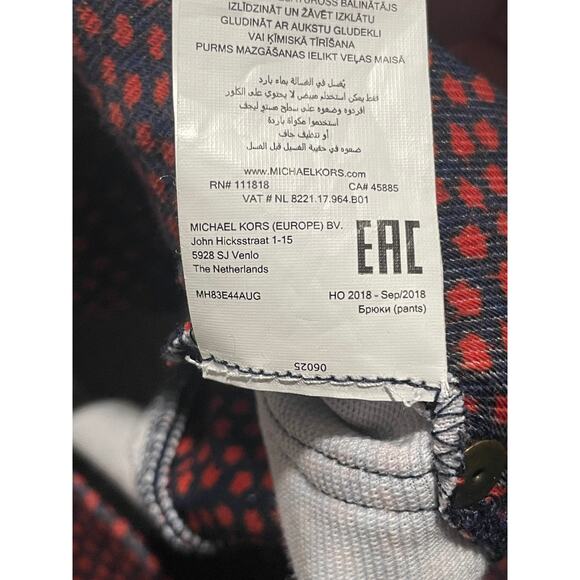 IZLĪDZINĀT UN ŽĀVĒT IZKLĀTU
GLUDINĀT AR AUKSTU GLUDEKLI
VAI ĶĪMISKĀ TĪRĪŠANA
PURMS MAZGĀŠANAS IELIKT VEĻAS MAISĀ
يغسل في الغسالة بماء بارد
فقط يمكن استخدام مبيض لا يحتوي على الكلور
افردوه وضعوه على سطح مستو ليجف
استخدموا مكواة باردة
أو تنظيف جاف
ضعوه في حقيبة الغسيل قبل الغسل
www.MICHAELKORS.com
RN# 111818 CA# 45885
VAT # NL 8221.17.964.B01
MICHAEL KORS (EUROPE) BV.
John Hicksstraat 1-15
5928 SJ Venlo
The Netherlands
EAC
MH83E44AUG
HO 2018 - Sep/2018
Брюки (pants)
06025